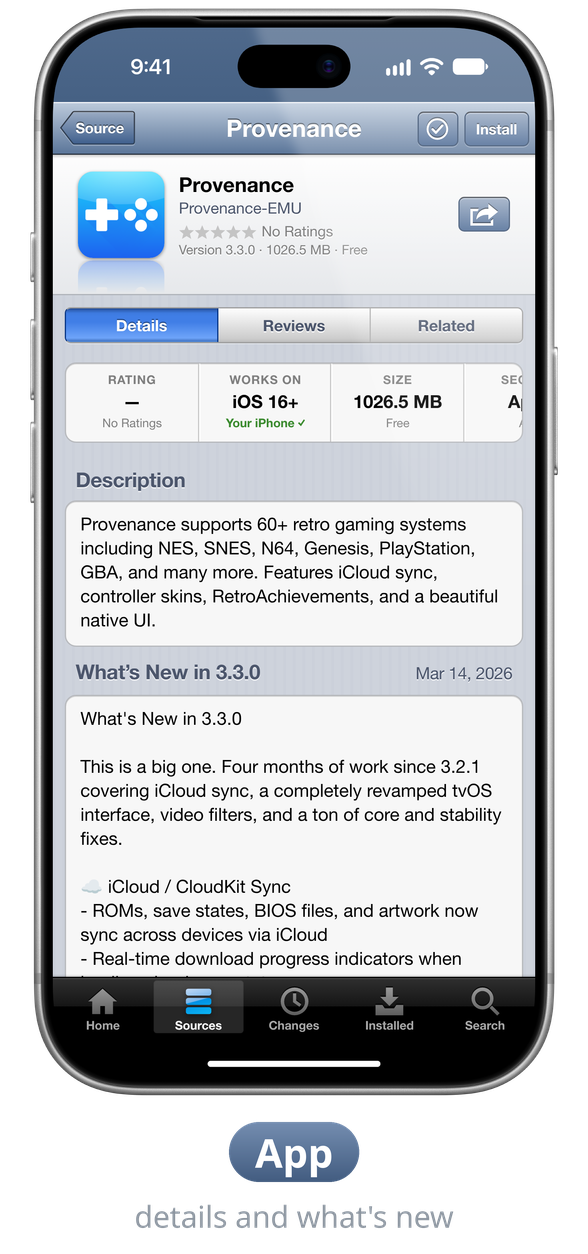 9:41
Source
Provenance
Install
Provenance
Provenance-EMU
No Ratings
Version 3.3.0 · 1026.5 MB · Free
Details
Reviews
Related
RATING
WORKS ON
SIZE
–
iOS 16+
1026.5 MB
No Ratings
Your iPhone ✓
Free
Description
Provenance supports 60+ retro gaming systems
including NES, SNES, N64, Genesis, PlayStation,
GBA, and many more. Features iCloud sync,
controller skins, RetroAchievements, and a beautiful
native UI.
What’s New in 3.3.0
Mar 14, 2026
What's New in 3.3.0
This is a big one. Four months of work since 3.2.1
covering iCloud sync, a completely revamped tvOS
interface, video filters, and a ton of core and stability
fixes.
☁️ iCloud / CloudKit Sync
- ROMs, save states, BIOS files, and artwork now
sync across devices via iCloud
- Real-time download progress indicators when
Home
Sources
Changes
Installed
Search
App
details and what's new